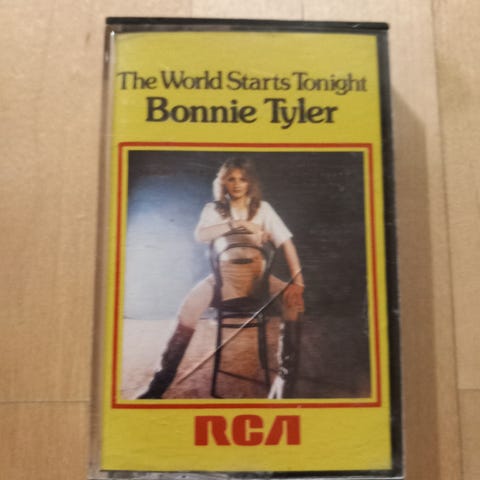 The World Starts Tonight
Bonnie Tyler
RCA